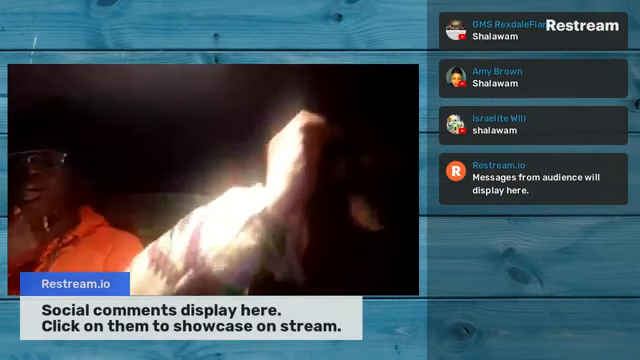 GMS RexdaleFlam
Restream
Shalawam
Amy Brown
Shalawam
Israelite Will
shalawam
Restream.io
Messages from audience will
display here.
Restream.io
Social comments display here.
Click on them to showcase on stream.